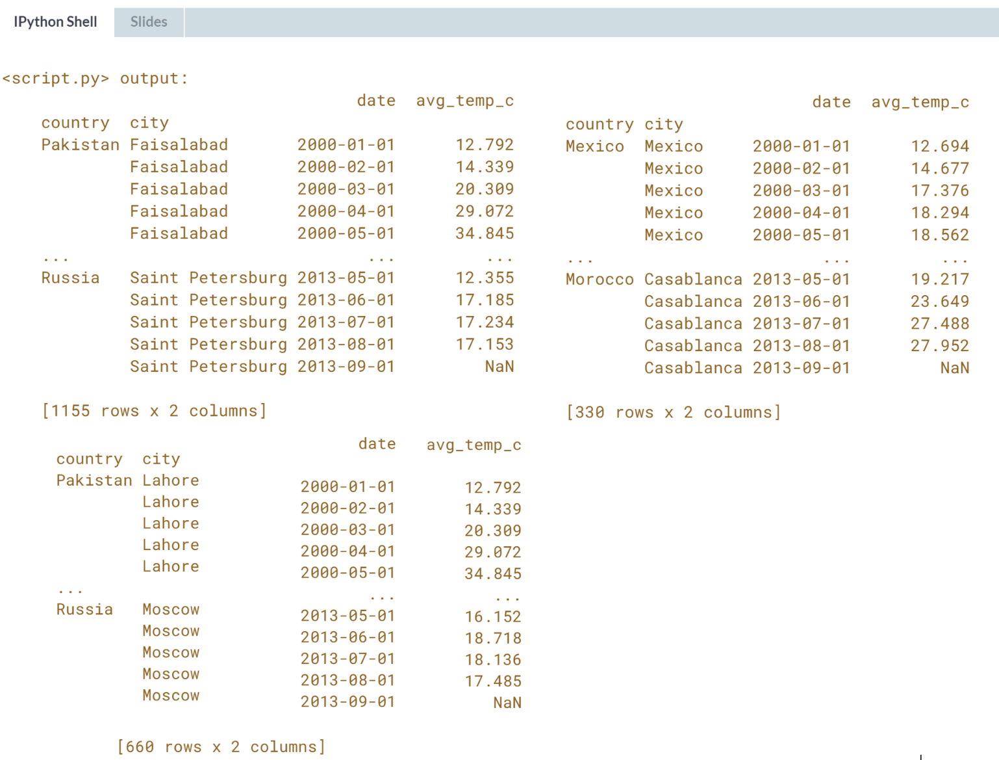 IPython Shell Slides
<script.py> output:
date avg_temp_c
country city
Pakistan Faisalabad 2000-01-01 12.792
Faisalabad 2000-02-01 14.339
Faisalabad 2000-03-01 20.309
Faisalabad 2000-04-01 29.072
Faisalabad 2000-05-01 34.845
... ... ...
Russia Saint Petersburg 2013-05-01 12.355
Saint Petersburg 2013-06-01 17.185
Saint Petersburg 2013-07-01 17.234
Saint Petersburg 2013-08-01 17.153
Saint Petersburg 2013-09-01 NaN
[1155 rows x 2 columns]
date avg_temp_c
country city
Mexico Mexico 2000-01-01 12.694
Mexico 2000-02-01 14.677
Mexico 2000-03-01 17.376
Mexico 2000-04-01 18.294
Mexico 2000-05-01 18.562
... ... ...
Morocco Casablanca 2013-05-01 19.217
Casablanca 2013-06-01 23.649
Casablanca 2013-07-01 27.488
Casablanca 2013-08-01 27.952
Casablanca 2013-09-01 NaN
[330 rows x 2 columns]
date avg_temp_c
country city
Pakistan Lahore 2000-01-01 12.792
Lahore 2000-02-01 14.339
Lahore 2000-03-01 20.309
Lahore 2000-04-01 29.072
Lahore 2000-05-01 34.845
... ... ...
Russia Moscow 2013-05-01 16.152
Moscow 2013-06-01 18.718
Moscow 2013-07-01 18.136
Moscow 2013-08-01 17.485
Moscow 2013-09-01 NaN
[660 rows x 2 columns]